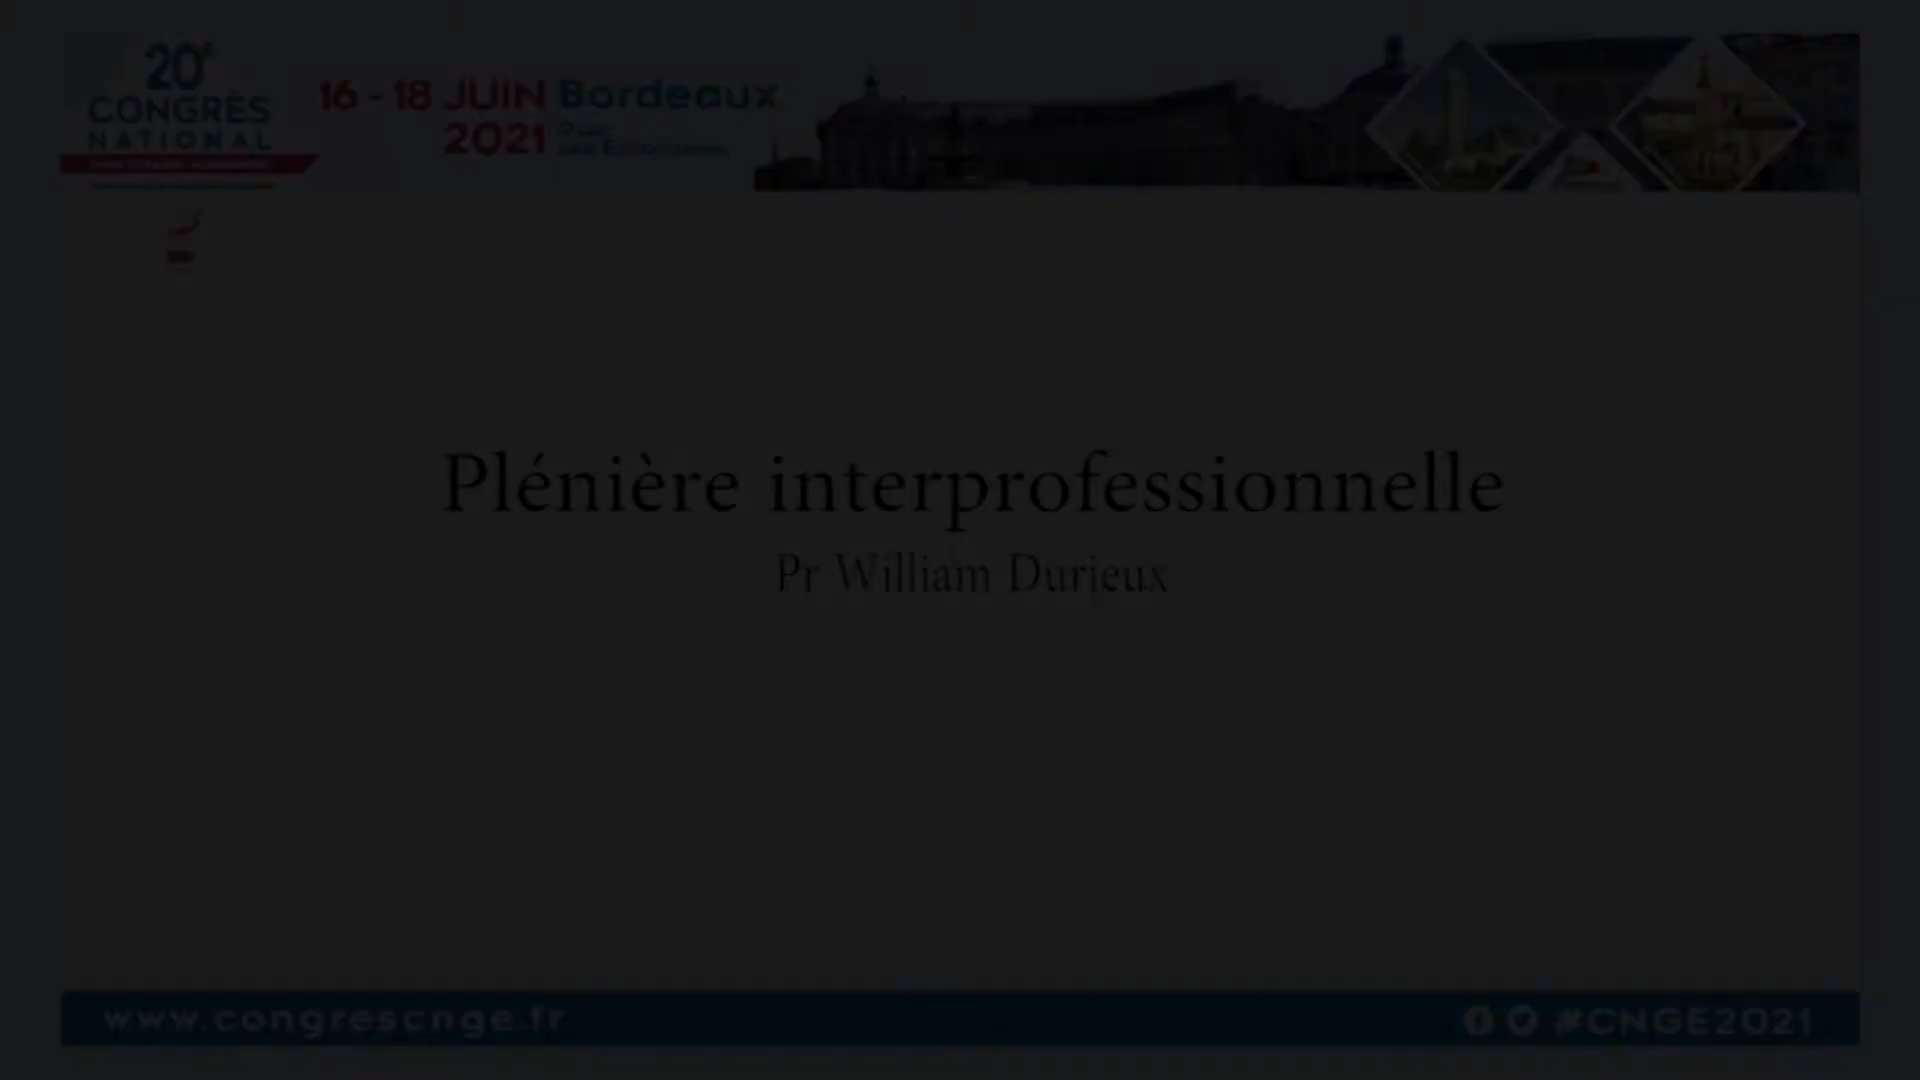 20e
CONGRÈS
NATIONAL
16 - 18 JUIN Bordeaux
2021
Plénière interprofessionnelle
Pr William Durieux
www.congrescnge.fr
#CNGE2021